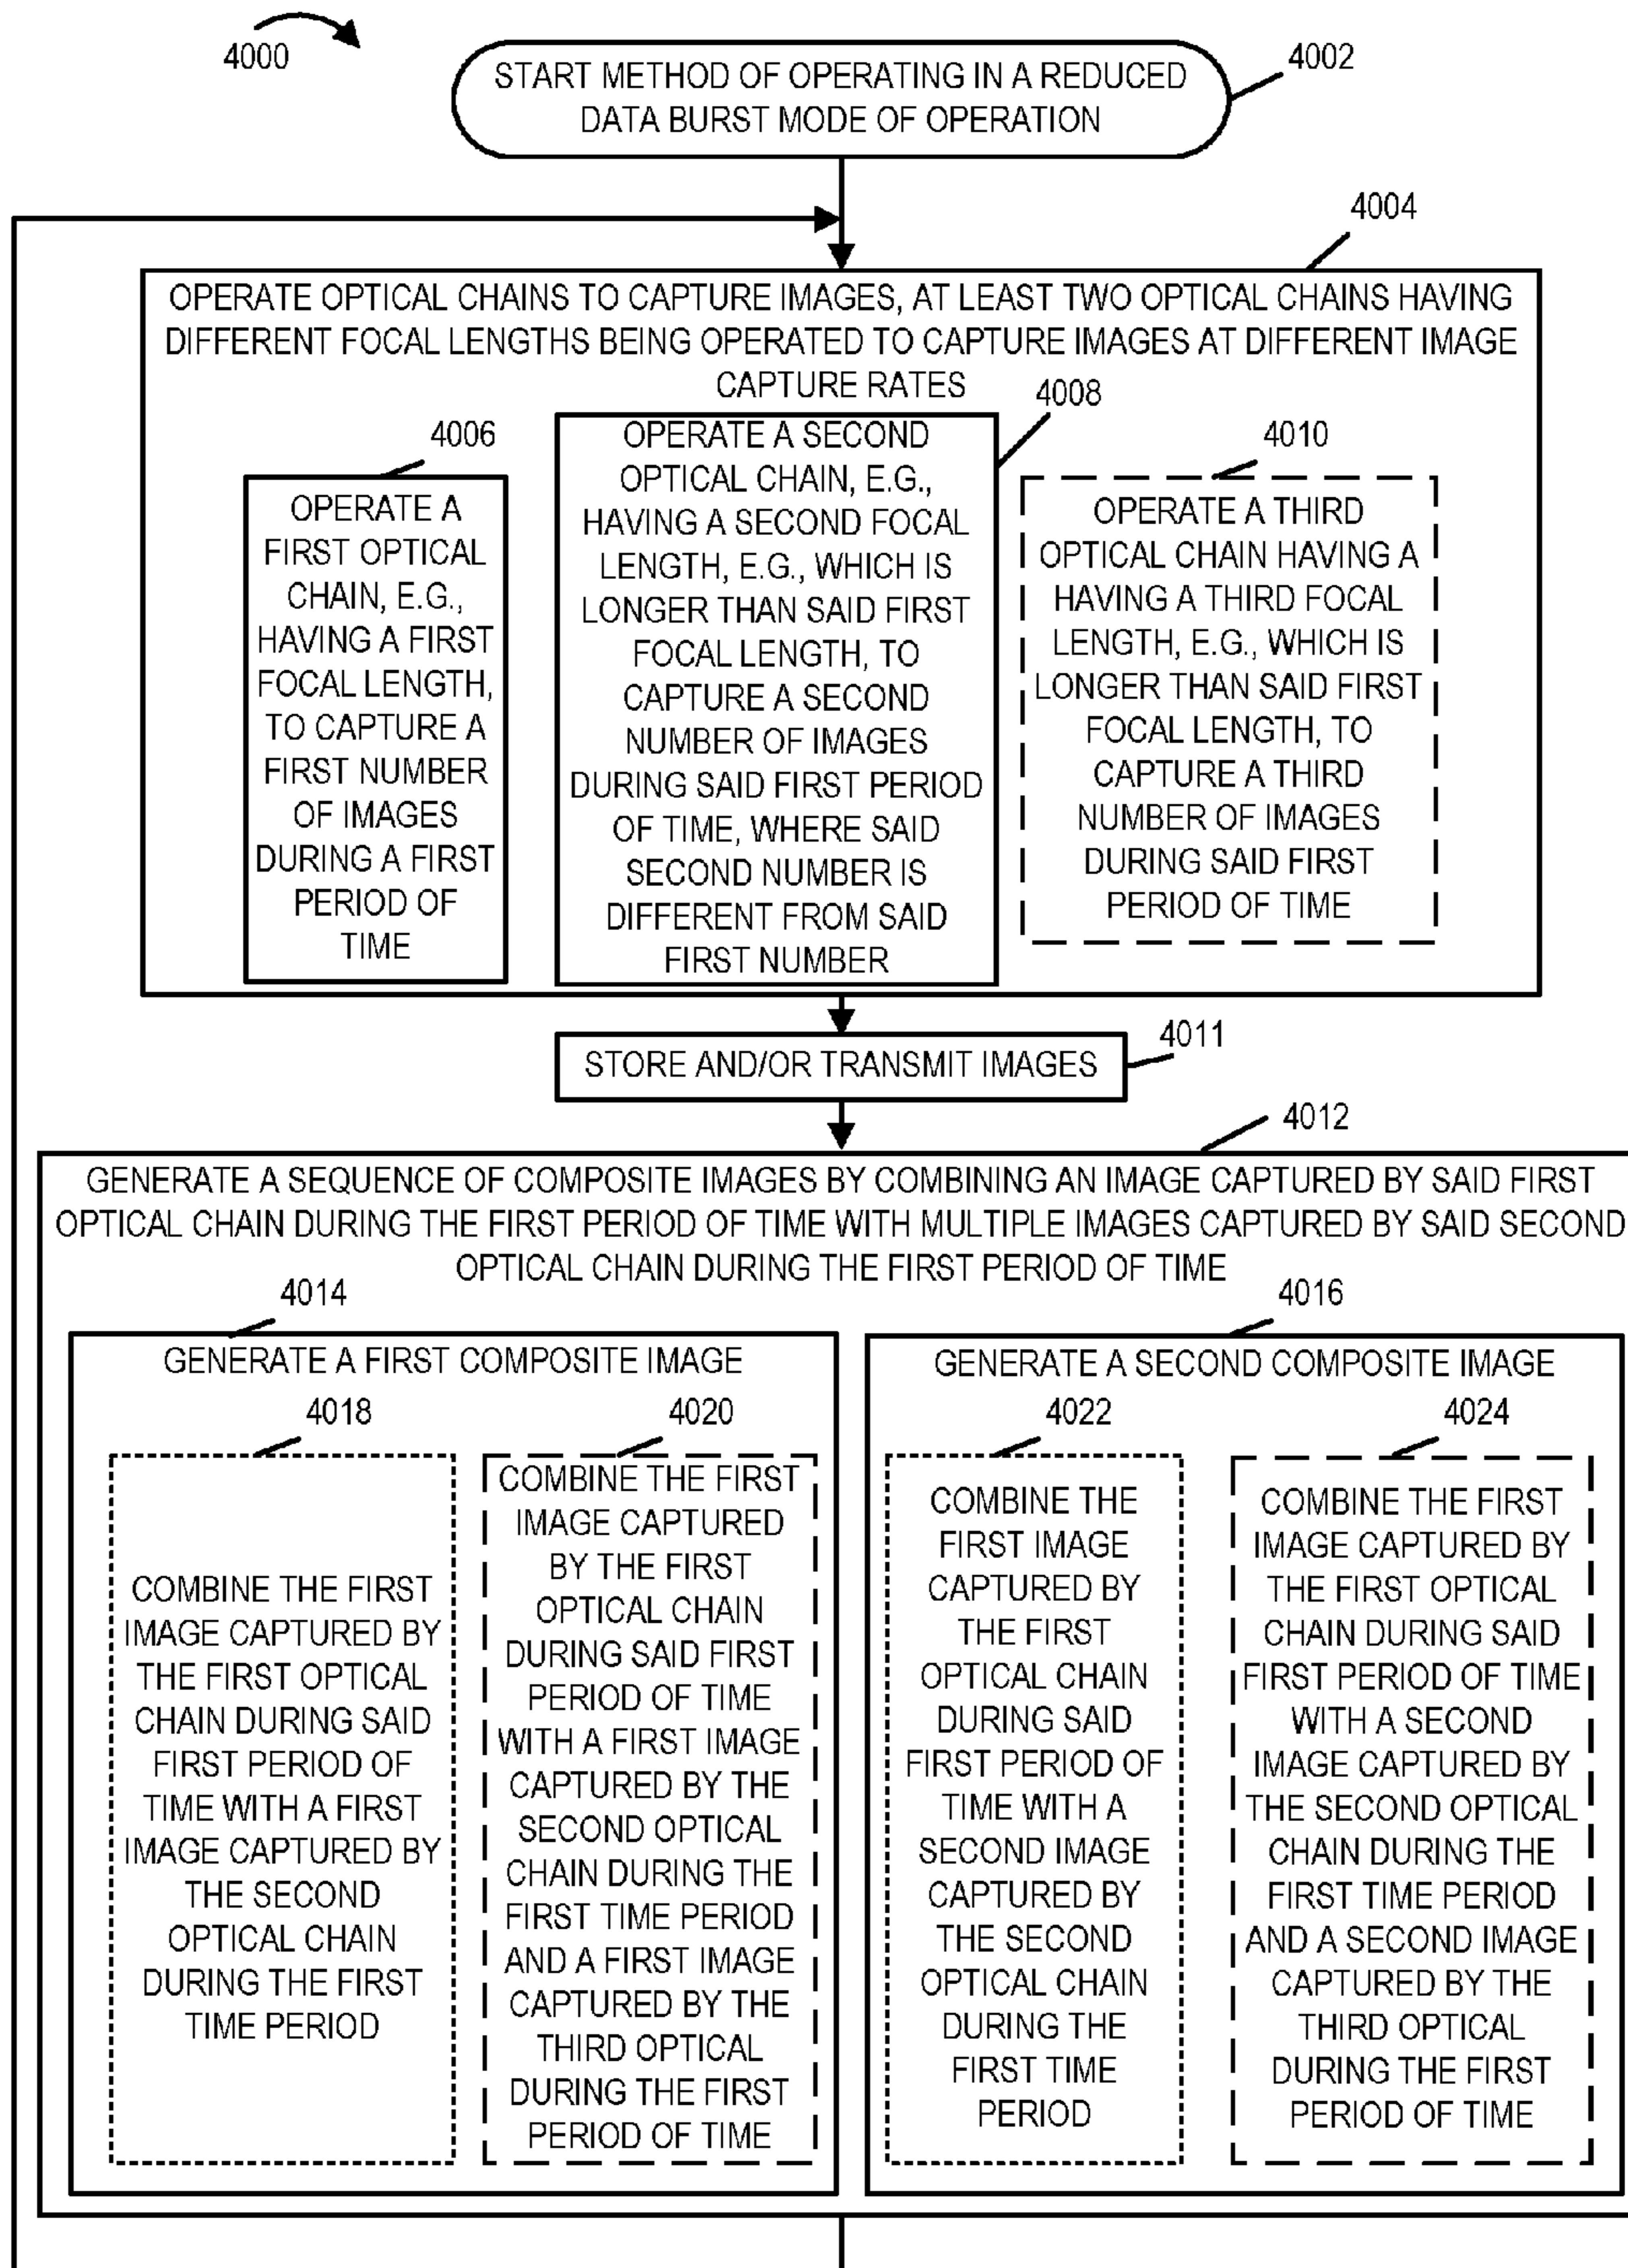 4000
START METHOD OF OPERATING IN A REDUCED
DATA BURST MODE OF OPERATION
4002
4004
OPERATE OPTICAL CHAINS TO CAPTURE IMAGES, AT LEAST TWO OPTICAL CHAINS HAVING
DIFFERENT FOCAL LENGTHS BEING OPERATED TO CAPTURE IMAGES AT DIFFERENT IMAGE
CAPTURE RATES
4006
OPERATE A
FIRST OPTICAL
CHAIN, E.G.,
HAVING A FIRST
FOCAL LENGTH,
TO CAPTURE A
FIRST NUMBER
OF IMAGES
DURING A FIRST
PERIOD OF
TIME
4008
OPERATE A SECOND
OPTICAL CHAIN, E.G.,
HAVING A SECOND FOCAL
LENGTH, E.G., WHICH IS
LONGER THAN SAID FIRST
FOCAL LENGTH, TO
CAPTURE A SECOND
NUMBER OF IMAGES
DURING SAID FIRST PERIOD
OF TIME, WHERE SAID
SECOND NUMBER IS
DIFFERENT FROM SAID
FIRST NUMBER
4010
OPERATE A THIRD
OPTICAL CHAIN HAVING A
HAVING A THIRD FOCAL
LENGTH, E.G., WHICH IS
LONGER THAN SAID FIRST
FOCAL LENGTH, TO
CAPTURE A THIRD
NUMBER OF IMAGES
DURING SAID FIRST
PERIOD OF TIME
4011
STORE AND/OR TRANSMIT IMAGES
4012
GENERATE A SEQUENCE OF COMPOSITE IMAGES BY COMBINING AN IMAGE CAPTURED BY SAID FIRST
OPTICAL CHAIN DURING THE FIRST PERIOD OF TIME WITH MULTIPLE IMAGES CAPTURED BY SAID SECOND
OPTICAL CHAIN DURING THE FIRST PERIOD OF TIME
4014
GENERATE A FIRST COMPOSITE IMAGE
4018
COMBINE THE FIRST
IMAGE CAPTURED BY
THE FIRST OPTICAL
CHAIN DURING SAID
FIRST PERIOD OF
TIME WITH A FIRST
IMAGE CAPTURED BY
THE SECOND
OPTICAL CHAIN
DURING THE FIRST
TIME PERIOD
4020
COMBINE THE FIRST
IMAGE CAPTURED
BY THE FIRST
OPTICAL CHAIN
DURING SAID FIRST
PERIOD OF TIME
WITH A FIRST IMAGE
CAPTURED BY THE
SECOND OPTICAL
CHAIN DURING THE
FIRST TIME PERIOD
AND A FIRST IMAGE
CAPTURED BY THE
THIRD OPTICAL
DURING THE FIRST
PERIOD OF TIME
4016
GENERATE A SECOND COMPOSITE IMAGE
4022
COMBINE THE
FIRST IMAGE
CAPTURED BY
THE FIRST
OPTICAL CHAIN
DURING SAID
FIRST PERIOD OF
TIME WITH A
SECOND IMAGE
CAPTURED BY
THE SECOND
OPTICAL CHAIN
DURING THE
FIRST TIME
PERIOD
4024
COMBINE THE FIRST
IMAGE CAPTURED BY
THE FIRST OPTICAL
CHAIN DURING SAID
FIRST PERIOD OF TIME
WITH A SECOND
IMAGE CAPTURED BY
THE SECOND OPTICAL
CHAIN DURING THE
FIRST TIME PERIOD
AND A SECOND IMAGE
CAPTURED BY THE
THIRD OPTICAL
DURING THE FIRST
PERIOD OF TIME